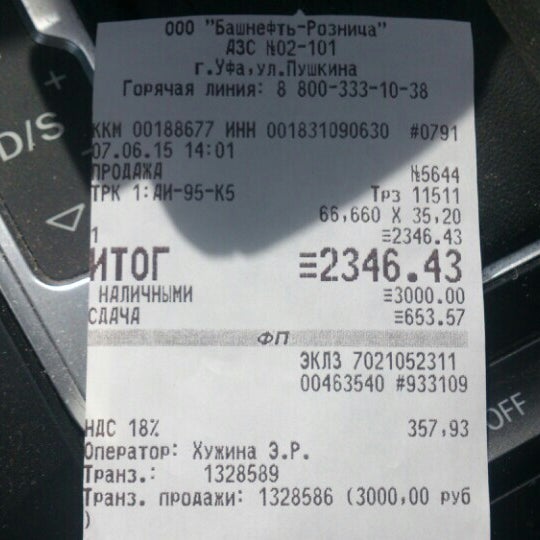 ООО "Башнефть-Розница"
АЗС №02-101
г.Уфа,ул.Пушкина
Горячая линия: 8 800-333-10-38
ККМ 00188677 ИНН 001831090630 #0791
07.06.15 14:01
ПРОДАЖА №5644
ТРК 1:АИ-95-К5 Трз 11511
66,660 X 35,20
1 ≡2346.43
ИТОГ ≡2346.43
НАЛИЧНЫМИ ≡3000.00
СДАЧА ≡653.57
ФП
ЭКЛЗ 7021052311
00463540 #933109
НДС 18% 357,93
Оператор: Хужина Э.Р.
Транз.: 1328589
Транз. продажи: 1328586 (3000,00 руб
)
+
D/S
OFF